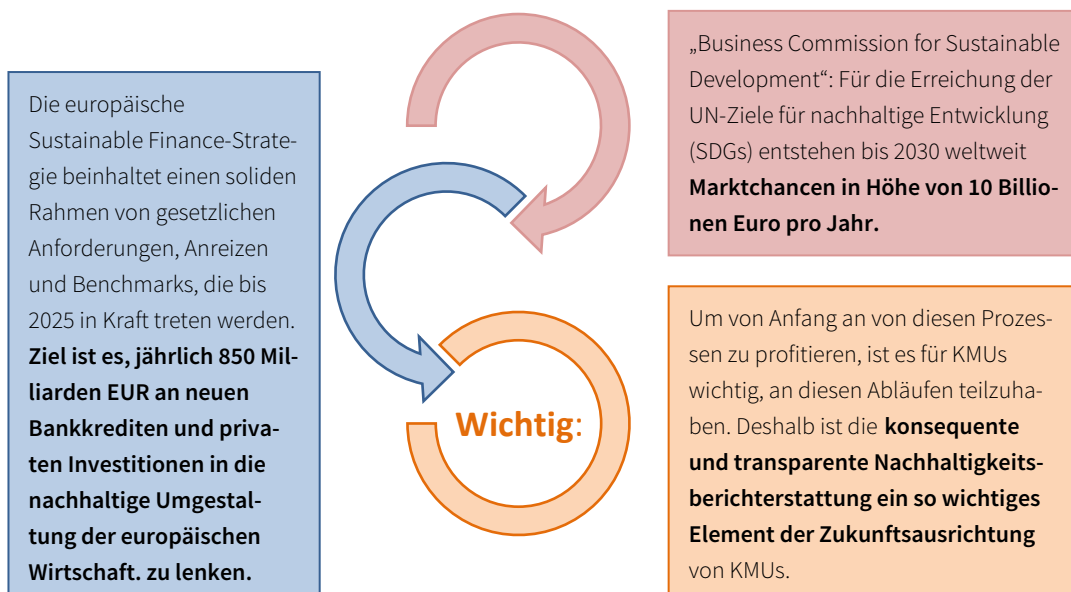 „Business Commission for Sustainable
Development“: Für die Erreichung der
UN-Ziele für nachhaltige Entwicklung
(SDGs) entstehen bis 2030 weltweit
Marktchancen in Höhe von 10 Billio-
nen Euro pro Jahr.
Die europäische
Sustainable Finance-Strate-
gie beinhaltet einen soliden
Rahmen von gesetzlichen
Anforderungen, Anreizen
und Benchmarks, die bis
2025 in Kraft treten werden.
Ziel ist es, jährlich 850 Mil-
liarden EUR an neuen
Bankkrediten und priva-
ten Investitionen in die
nachhaltige Umgestal-
tung der europäischen
Wirtschaft. zu lenken.
Wichtig:
Um von Anfang an von diesen Prozes-
sen zu profitieren, ist es für KMUs
wichtig, an diesen Abläufen teilzuha-
ben. Deshalb ist die konsequente
und transparente Nachhaltigkeits-
berichterstattung ein so wichtiges
Element der Zukunftsausrichtung
von KMUs.